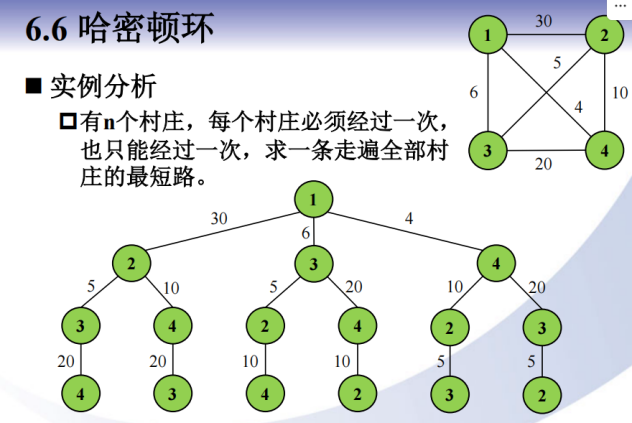 6.6 哈密顿环
■ 实例分析
有n个村庄，每个村庄必须经过一次，
也只能经过一次，求一条走遍全部村
庄的最短路。
1 30 2
5
6 10
4
3 20 4
1
30 6 4
2 3 4
5 10 5 20 10 20
3 4 2 4 2 3
20 20 10 10 5 5
4 3 4 2 3 2